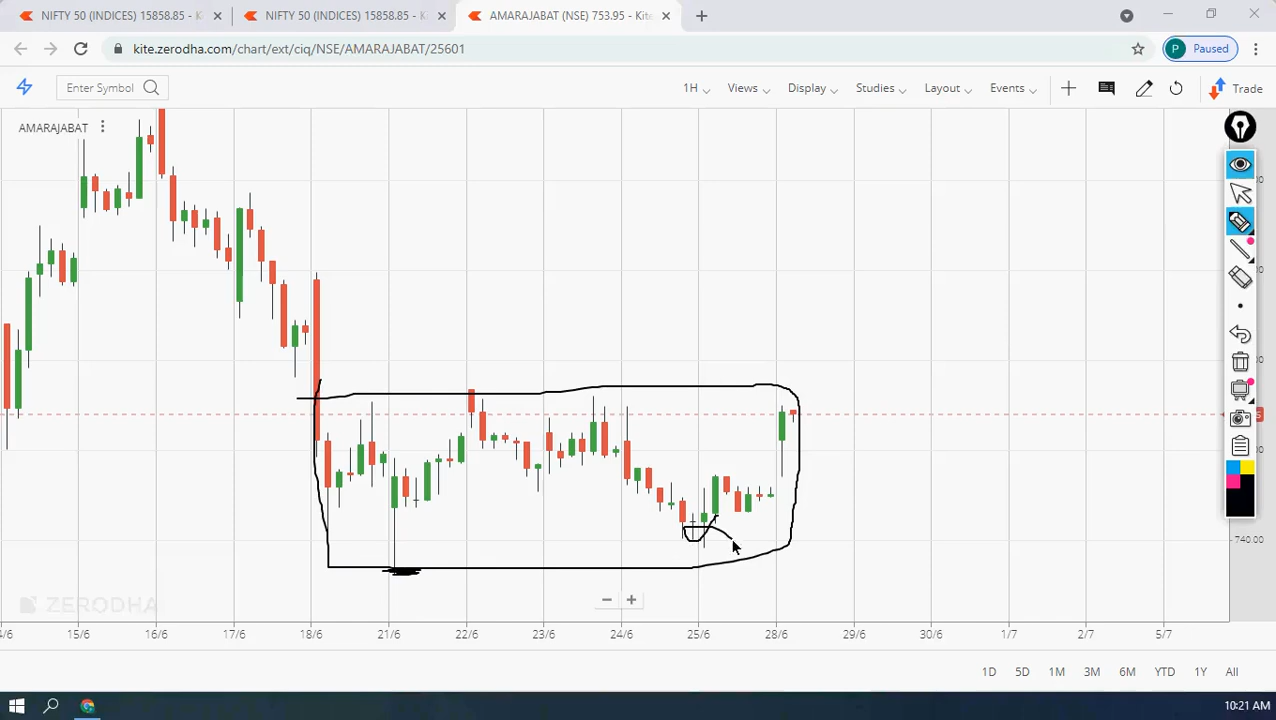 NIFTY 50 (INDICES) 15858.85 - K
NIFTY 50 (INDICES) 15858.85 - K
AMARAJABAT (NSE) 753.95 - Kite
kite.zerodha.com/chart/ext/ciq/NSE/AMARAJABAT/25601
P Paused
Enter Symbol
1H Views Display Studies Layout Events Trade
AMARAJABAT
740.00
ZERODHA
15/6 16/6 17/6 18/6 21/6 22/6 23/6 24/6 25/6 28/6 29/6 30/6 1/7 2/7 5/7
1D 5D 1M 3M 6M YTD 1Y All
10:21 AM